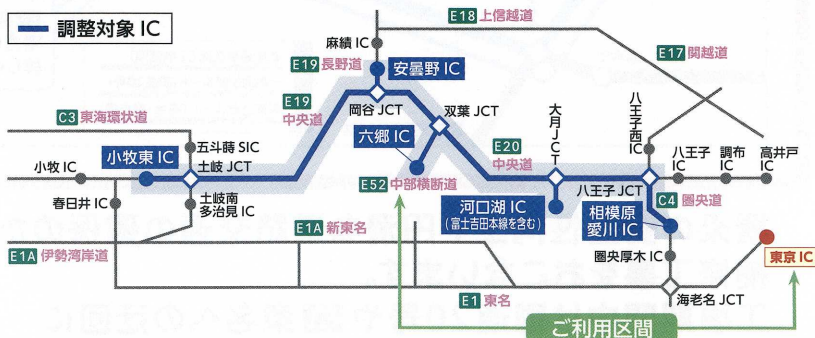 調整対象 IC
E18 上信越道
麻績 IC
E17 関越道
E19 長野道
安曇野 IC
E19
中央道
岡谷 JCT
双葉 JCT
大月JCT
八王子西IC
C3 東海環状道
五斗蒔 SIC
六郷 IC
E20
中央道
八王子
IC
調布
IC
高井戸
IC
小牧東 IC
小牧 IC
土岐 JCT
E52 中部横断道
八王子 JCT
C4 圏央道
春日井 IC
土岐南
多治見 IC
河口湖 IC
(富士吉田本線を含む)
相模原
愛川 IC
E1A 新東名
E1A 伊勢湾岸道
圏央厚木 IC
東京 IC
E1 東名
海老名 JCT
ご利用区間